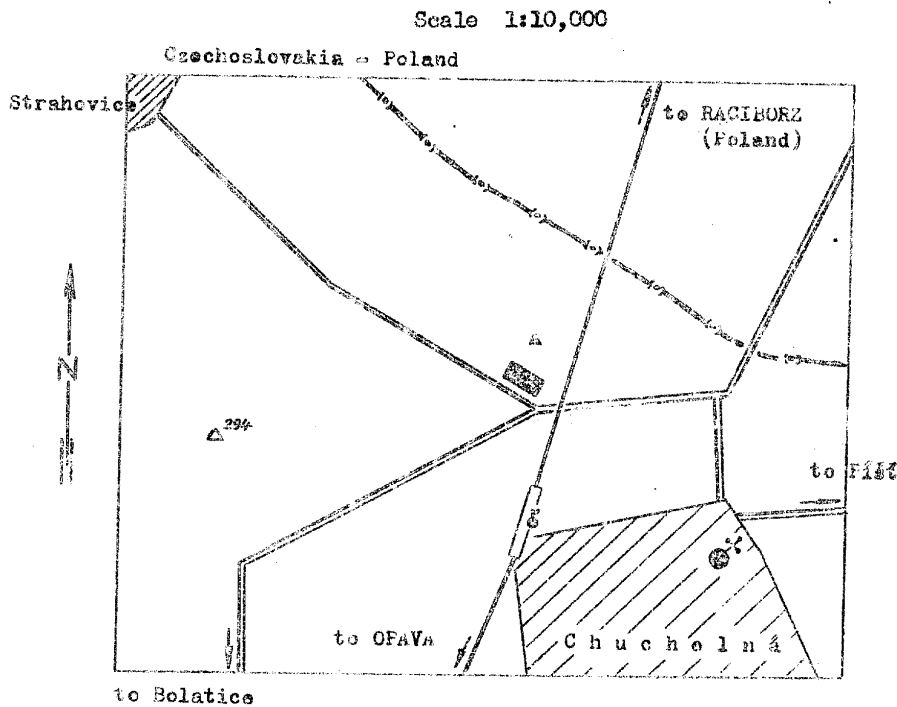 Scale 1:10,000
Czechoslovakia - Poland
Strahovice
to RACIBORZ
(Poland)
N
294
to Píšť
to OPAVA
Chucholná
to Bolatice